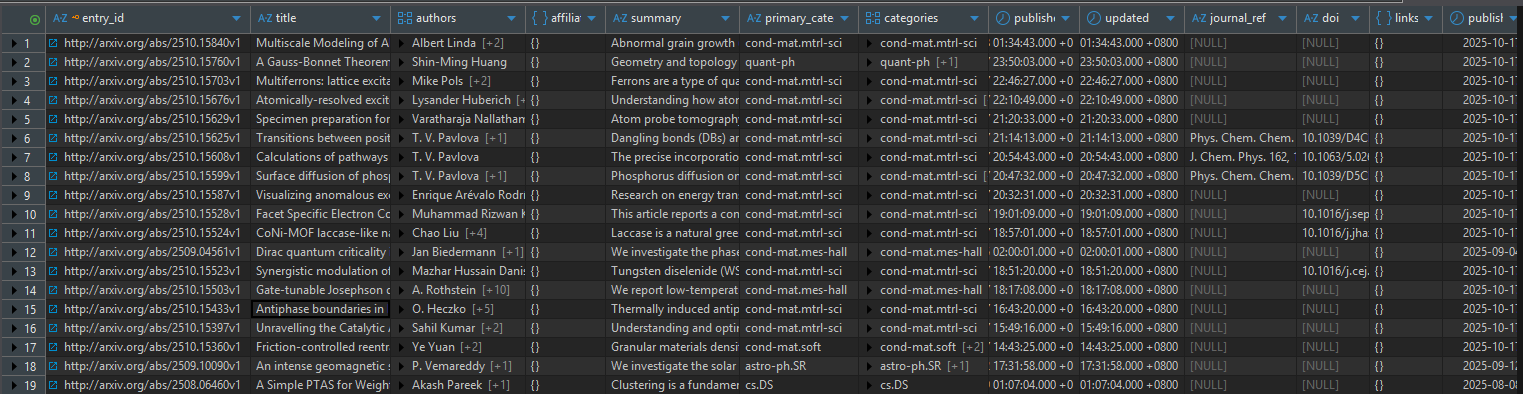 entry_id title authors affiliat summary primary_cate categories publish updated journal_ref doi links publish
1 http://arxiv.org/abs/2510.15840v1 Multiscale Modeling of A Albert Linda [+2] {} Abnormal grain growth cond-mat.mtrl-sci cond-mat.mtrl-sci 01:34:43.000 +0 01:34:43.000 +0800 [NULL] [NULL] {} 2025-10-17
2 http://arxiv.org/abs/2510.15760v1 A Gauss-Bonnet Theorem Shin-Ming Huang {} Geometry and topology quant-ph quant-ph [+1] 23:50:03.000 +0 23:50:03.000 +0800 [NULL] [NULL] {} 2025-10-17
3 http://arxiv.org/abs/2510.15703v1 Multiferrons: lattice excita Mike Pols [+2] {} Ferrons are a type of qua cond-mat.mtrl-sci cond-mat.mtrl-sci 22:46:27.000 +0 22:46:27.000 +0800 [NULL] [NULL] {} 2025-10-17
4 http://arxiv.org/abs/2510.15676v1 Atomically-resolved excit Lysander Huberich [+ {} Understanding how ator cond-mat.mtrl-sci cond-mat.mtrl-sci 22:10:49.000 +0 22:10:49.000 +0800 [NULL] [NULL] {} 2025-10-17
5 http://arxiv.org/abs/2510.15629v1 Specimen preparation for Varatharaja Nallatham {} Atom probe tomography cond-mat.mtrl-sci cond-mat.mtrl-sci 21:20:33.000 +0 21:20:33.000 +0800 [NULL] [NULL] {} 2025-10-17
6 http://arxiv.org/abs/2510.15625v1 Transitions between posit T. V. Pavlova [+1] {} Dangling bonds (DBs) ar cond-mat.mtrl-sci cond-mat.mtrl-sci 21:14:13.000 +0 21:14:13.000 +0800 Phys. Chem. Chem. 10.1039/D4C {} 2025-10-17
7 http://arxiv.org/abs/2510.15608v1 Calculations of pathways T. V. Pavlova {} The precise incorporatio cond-mat.mtrl-sci cond-mat.mtrl-sci 20:54:43.000 +0 20:54:43.000 +0800 J. Chem. Phys. 162, 10.1063/5.02 {} 2025-10-17
8 http://arxiv.org/abs/2510.15599v1 Surface diffusion of phos T. V. Pavlova [+1] {} Phosphorus diffusion on cond-mat.mtrl-sci cond-mat.mtrl-sci 20:47:32.000 +0 20:47:32.000 +0800 Phys. Chem. Chem. 10.1039/D5C {} 2025-10-17
9 http://arxiv.org/abs/2510.15587v1 Visualizing anomalous ex Enrique Arévalo Rodr {} Research on energy tran cond-mat.mtrl-sci cond-mat.mtrl-sci 20:32:31.000 +0 20:32:31.000 +0800 [NULL] [NULL] {} 2025-10-17
10 http://arxiv.org/abs/2510.15528v1 Facet Specific Electron Co Muhammad Rizwan K {} This article reports a con cond-mat.mtrl-sci cond-mat.mtrl-sci 19:01:09.000 +0 19:01:09.000 +0800 [NULL] 10.1016/j.sep {} 2025-10-17
11 http://arxiv.org/abs/2510.15524v1 CoNi-MOF laccase-like na Chao Liu [+4] {} Laccase is a natural gree cond-mat.mtrl-sci cond-mat.mtrl-sci 18:57:01.000 +0 18:57:01.000 +0800 [NULL] 10.1016/j.jha {} 2025-10-17
12 http://arxiv.org/abs/2509.04561v1 Dirac quantum criticality Jan Biedermann [+1] {} We investigate the phase cond-mat.mes-hall cond-mat.mes-hall 02:00:01.000 +0 02:00:01.000 +0800 [NULL] [NULL] {} 2025-09-04
13 http://arxiv.org/abs/2510.15523v1 Synergistic modulation of Mazhar Hussain Danis {} Tungsten diselenide (WS cond-mat.mtrl-sci cond-mat.mtrl-sci 18:51:20.000 +0 18:51:20.000 +0800 [NULL] 10.1016/j.cej. {} 2025-10-17
14 http://arxiv.org/abs/2510.15503v1 Gate-tunable Josephson c A. Rothstein [+10] {} We report low-temperat cond-mat.mes-hall cond-mat.mes-hall 18:17:08.000 +0 18:17:08.000 +0800 [NULL] [NULL] {} 2025-10-17
15 http://arxiv.org/abs/2510.15433v1 Antiphase boundaries in O. Heczko [+5] {} Thermally induced antip cond-mat.mtrl-sci cond-mat.mtrl-sci 16:43:20.000 +0 16:43:20.000 +0800 [NULL] [NULL] {} 2025-10-17
16 http://arxiv.org/abs/2510.15397v1 Unravelling the Catalytic A Sahil Kumar [+2] {} Understanding and optin cond-mat.mtrl-sci cond-mat.mtrl-sci 15:49:16.000 +0 15:49:16.000 +0800 [NULL] [NULL] {} 2025-10-17
17 http://arxiv.org/abs/2510.15360v1 Friction-controlled reentr Ye Yuan [+2] {} Granular materials densit cond-mat.soft cond-mat.soft [+2] 14:43:25.000 +0 14:43:25.000 +0800 [NULL] [NULL] {} 2025-10-17
18 http://arxiv.org/abs/2509.10090v1 An intense geomagnetic s P. Vemareddy [+1] {} We investigate the solar astro-ph.SR astro-ph.SR [+1] 17:31:58.000 +0 17:31:58.000 +0800 [NULL] [NULL] {} 2025-09-12
19 http://arxiv.org/abs/2508.06460v1 A Simple PTAS for Weight Akash Pareek [+1] {} Clustering is a fundamer cs.DS cs.DS 01:07:04.000 +0 01:07:04.000 +0800 [NULL] [NULL] {} 2025-08-08